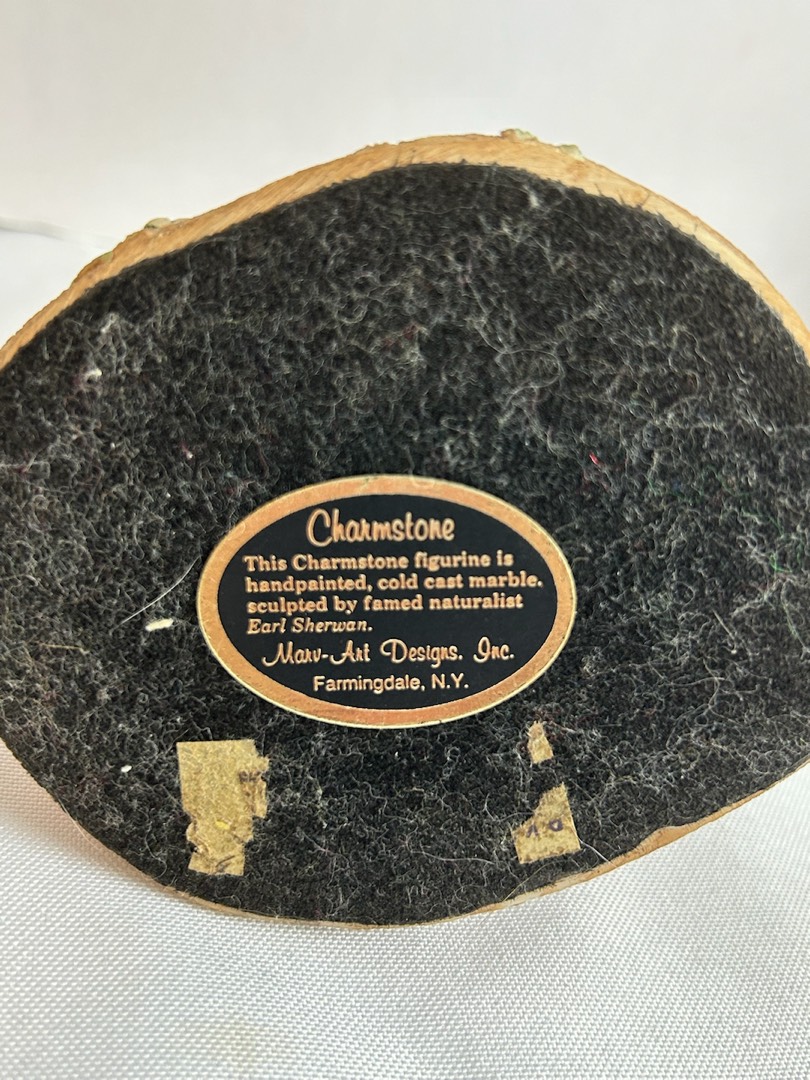 Charmstone
This Charmstone figurine is
handpainted, cold cast marble.
sculpted by famed naturalist
Earl Sherwan.
Marv-Art Designs. Inc.
Farmingdale, N.Y.